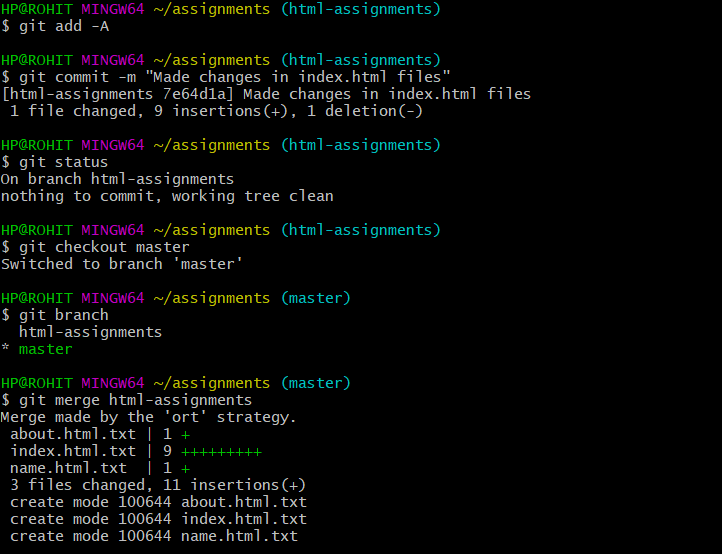 HP@ROHIT MINGW64 ~/assignments (html-assignments)
$ git add -A
HP@ROHIT MINGW64 ~/assignments (html-assignments)
$ git commit -m "Made changes in index.html files"
[html-assignments 7e64d1a] Made changes in index.html files
 1 file changed, 9 insertions(+), 1 deletion(-)
HP@ROHIT MINGW64 ~/assignments (html-assignments)
$ git status
On branch html-assignments
nothing to commit, working tree clean
HP@ROHIT MINGW64 ~/assignments (html-assignments)
$ git checkout master
Switched to branch 'master'
HP@ROHIT MINGW64 ~/assignments (master)
$ git branch
  html-assignments
* master
HP@ROHIT MINGW64 ~/assignments (master)
$ git merge html-assignments
Merge made by the 'ort' strategy.
 about.html.txt | 1 +
 index.html.txt | 9 +++++++++
 name.html.txt  | 1 +
 3 files changed, 11 insertions(+)
 create mode 100644 about.html.txt
 create mode 100644 index.html.txt
 create mode 100644 name.html.txt